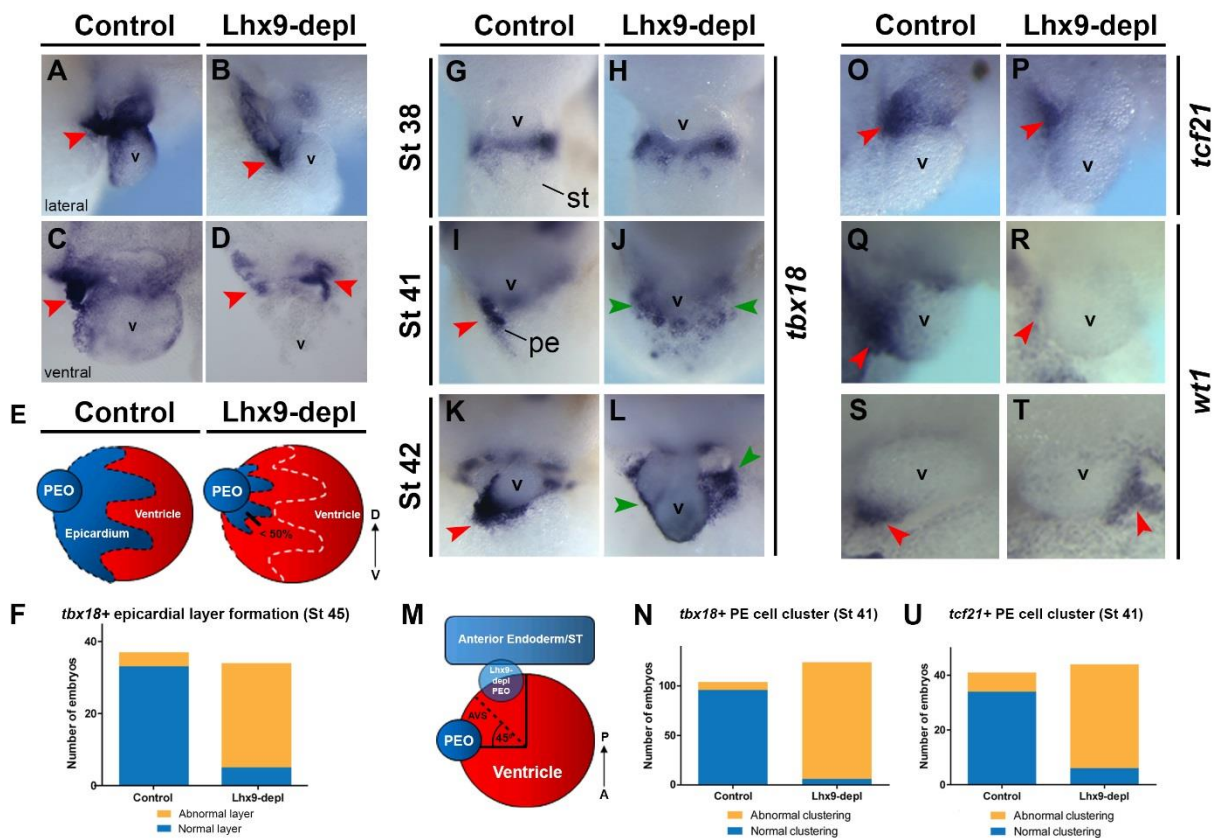 Control Lhx9-depl
A B
v v
lateral
C D
v v
ventral
E Control Lhx9-depl
PEO PEO
Ventricle Ventricle
Epicardium < 50%
D
V
F tbx18+ epicardial layer formation (St 45)
Number of embryos
40
20
0
Control Lhx9-depl
Abnormal layer
Normal layer
Control Lhx9-depl
St 38
G H
v v
st
St 41
I J
v v
pe
St 42
K L
v v
tbx18
M
Anterior Endoderm/ST
Lhx9-
depl
PEO
AVS
PEO 45º
Ventricle
P
A
N tbx18+ PE cell cluster (St 41)
Number of embryos
100
50
0
Control Lhx9-depl
Abnormal clustering
Normal clustering
Control Lhx9-depl
O P
v v
tcf21
Q R
v v
S T
v v
wt1
U tcf21+ PE cell cluster (St 41)
Number of embryos
40
20
0
Control Lhx9-depl
Abnormal clustering
Normal clustering